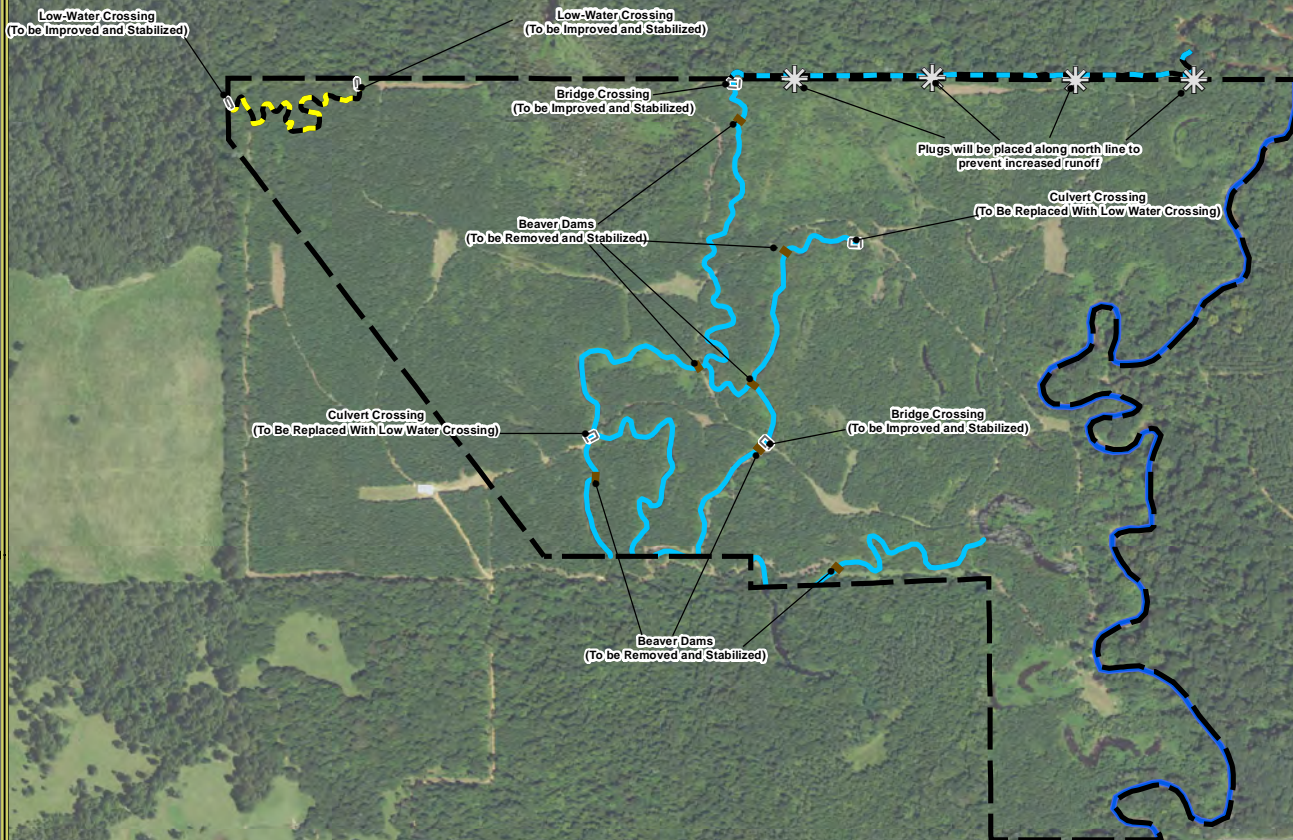 Low-Water Crossing
(To be Improved and Stabilized)
Low-Water Crossing
(To be Improved and Stabilized)
Bridge Crossing
(To be Improved and Stabilized)
Plugs will be placed along north line to
prevent increased runoff
Culvert Crossing
(To Be Replaced With Low Water Crossing)
Beaver Dams
(To be Removed and Stabilized)
Culvert Crossing
(To Be Replaced With Low Water Crossing)
Bridge Crossing
(To be Improved and Stabilized)
Beaver Dams
(To be Removed and Stabilized)